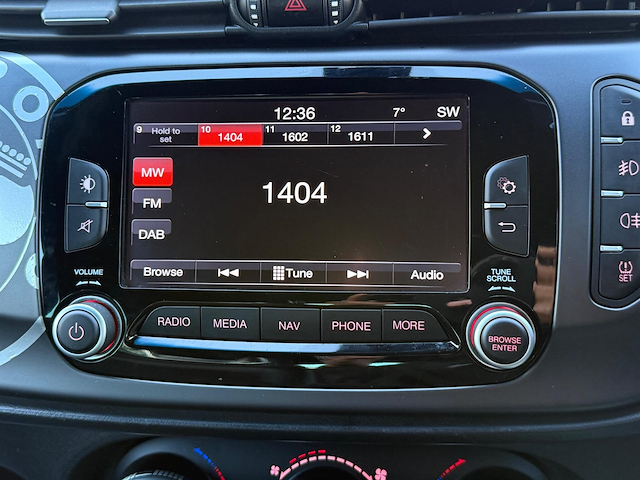 12:36 7° SW
9 Hold to set 10 1404 11 1602 12 1611
MW
1404
FM
DAB
Browse Tune Audio
VOLUME
TUNE SCROLL
RADIO MEDIA NAV PHONE MORE
BROWSE ENTER
SET